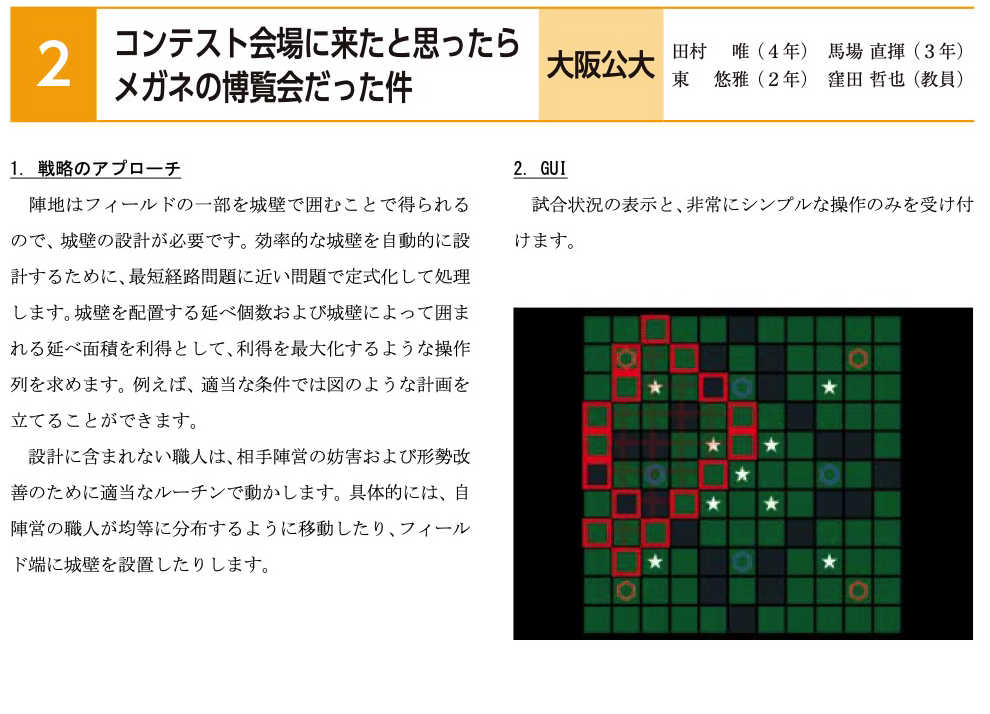 2
コンテスト会場に来たと思ったら
メガネの博覧会だった件
大阪公大
田村 唯（４年） 馬場 直揮（３年）
東 悠雅（２年） 窪田 哲也（教員）
1. 戦略のアプローチ
陣地はフィールドの一部を城壁で囲むことで得られる
ので、城壁の設計が必要です。効率的な城壁を自動的に設
計するために、最短経路問題に近い問題で定式化して処理
します。城壁を配置する延べ個数および城壁によって囲ま
れる延べ面積を利得として、利得を最大化するような操作
列を求めます。例えば、適当な条件では図のような計画を
立てることができます。
設計に含まれない職人は、相手陣営の妨害および形勢改
善のために適当なルーチンで動かします。具体的には、自
陣営の職人が均等に分布するように移動したり、フィール
ド端に城壁を設置したりします。
2. GUI
試合状況の表示と、非常にシンプルな操作のみを受け付
けます。